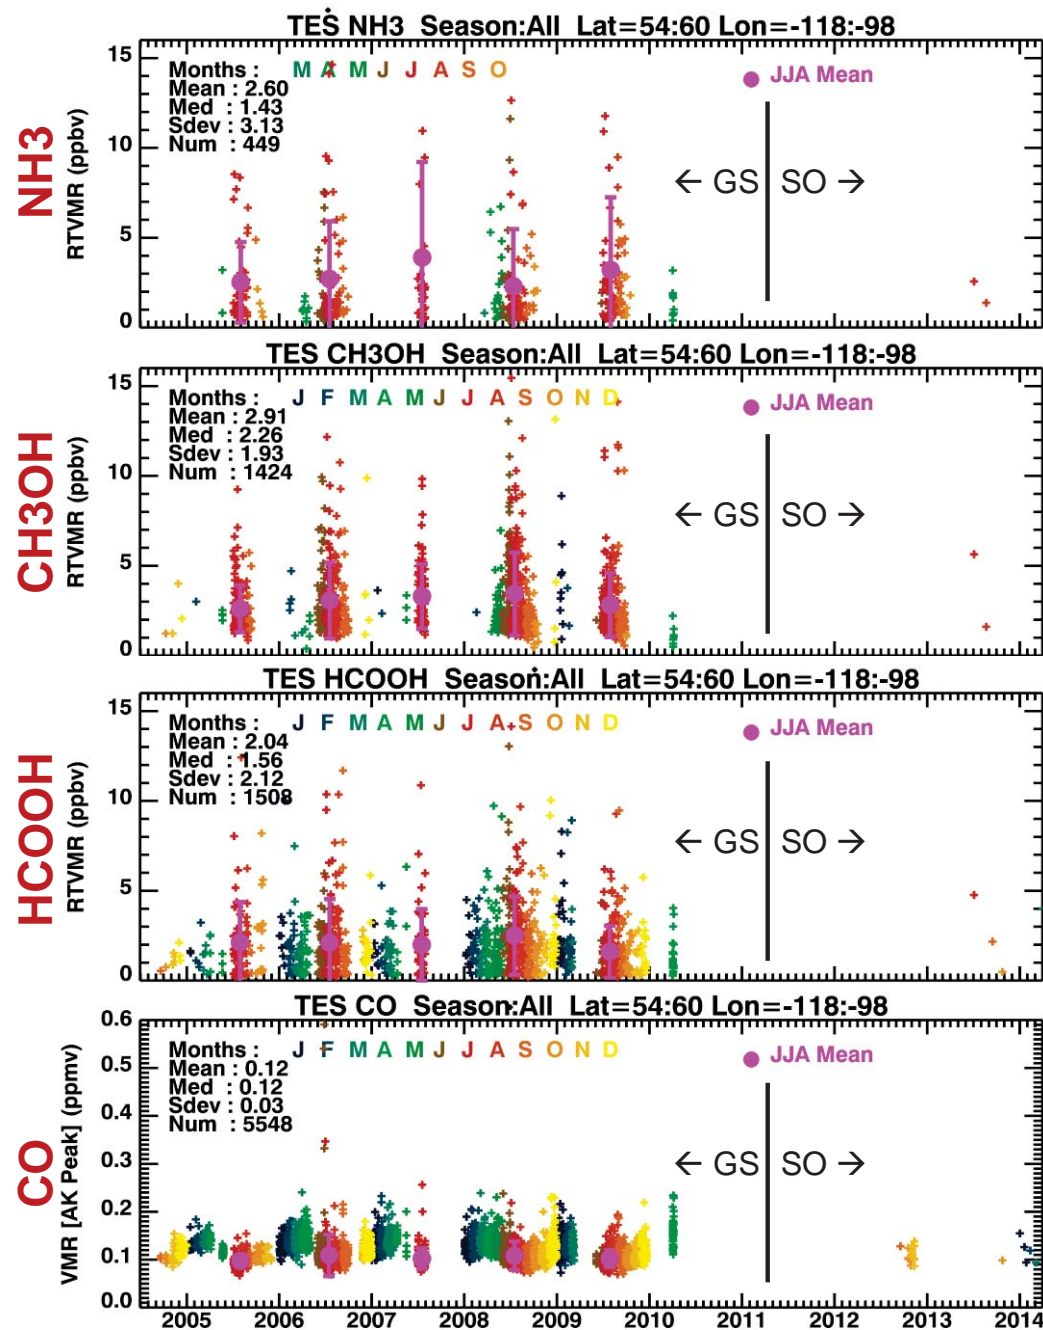 TES NH3 Season:All Lat=54:60 Lon=-118:-98
NH3
RTVMR (ppbv)
15
10
5
0
Months : M A M J J A S O
Mean : 2.60
Med : 1.43
Sdev : 3.13
Num : 449
JJA Mean
← GS SO →
TES CH3OH Season:All Lat=54:60 Lon=-118:-98
CH3OH
RTVMR (ppbv)
15
10
5
0
Months : J F M A M J J A S O N D
Mean : 2.91
Med : 2.26
Sdev : 1.93
Num : 1424
JJA Mean
← GS SO →
TES HCOOH Season:All Lat=54:60 Lon=-118:-98
HCOOH
RTVMR (ppbv)
15
10
5
0
Months : J F M A M J J A S O N D
Mean : 2.04
Med : 1.56
Sdev : 2.12
Num : 1508
JJA Mean
← GS SO →
TES CO Season:All Lat=54:60 Lon=-118:-98
CO
VMR [AK Peak] (ppmv)
0.6
0.5
0.4
0.3
0.2
0.1
0.0
Months : J F M A M J J A S O N D
Mean : 0.12
Med : 0.12
Sdev : 0.03
Num : 5548
JJA Mean
← GS SO →
2005 2006 2007 2008 2009 2010 2011 2012 2013 2014